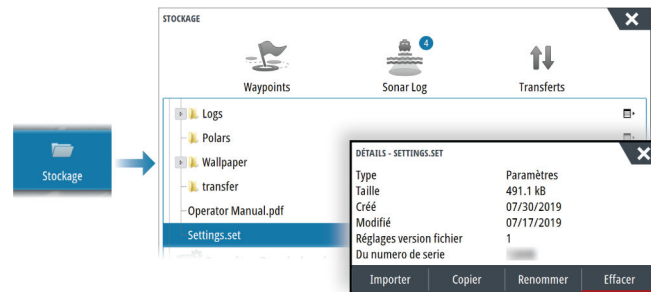 STOCKAGE
4
Waypoints Sonar Log Transferts
Logs
Polars
Wallpaper
transfer
Operator Manual.pdf
Settings.set
Stockage
DÉTAILS - SETTINGS.SET
Type Paramètres
Taille 491.1 kB
Créé 07/30/2019
Modifié 07/17/2019
Réglages version fichier 1
Du numero de serie
Importer Copier Renommer Effacer